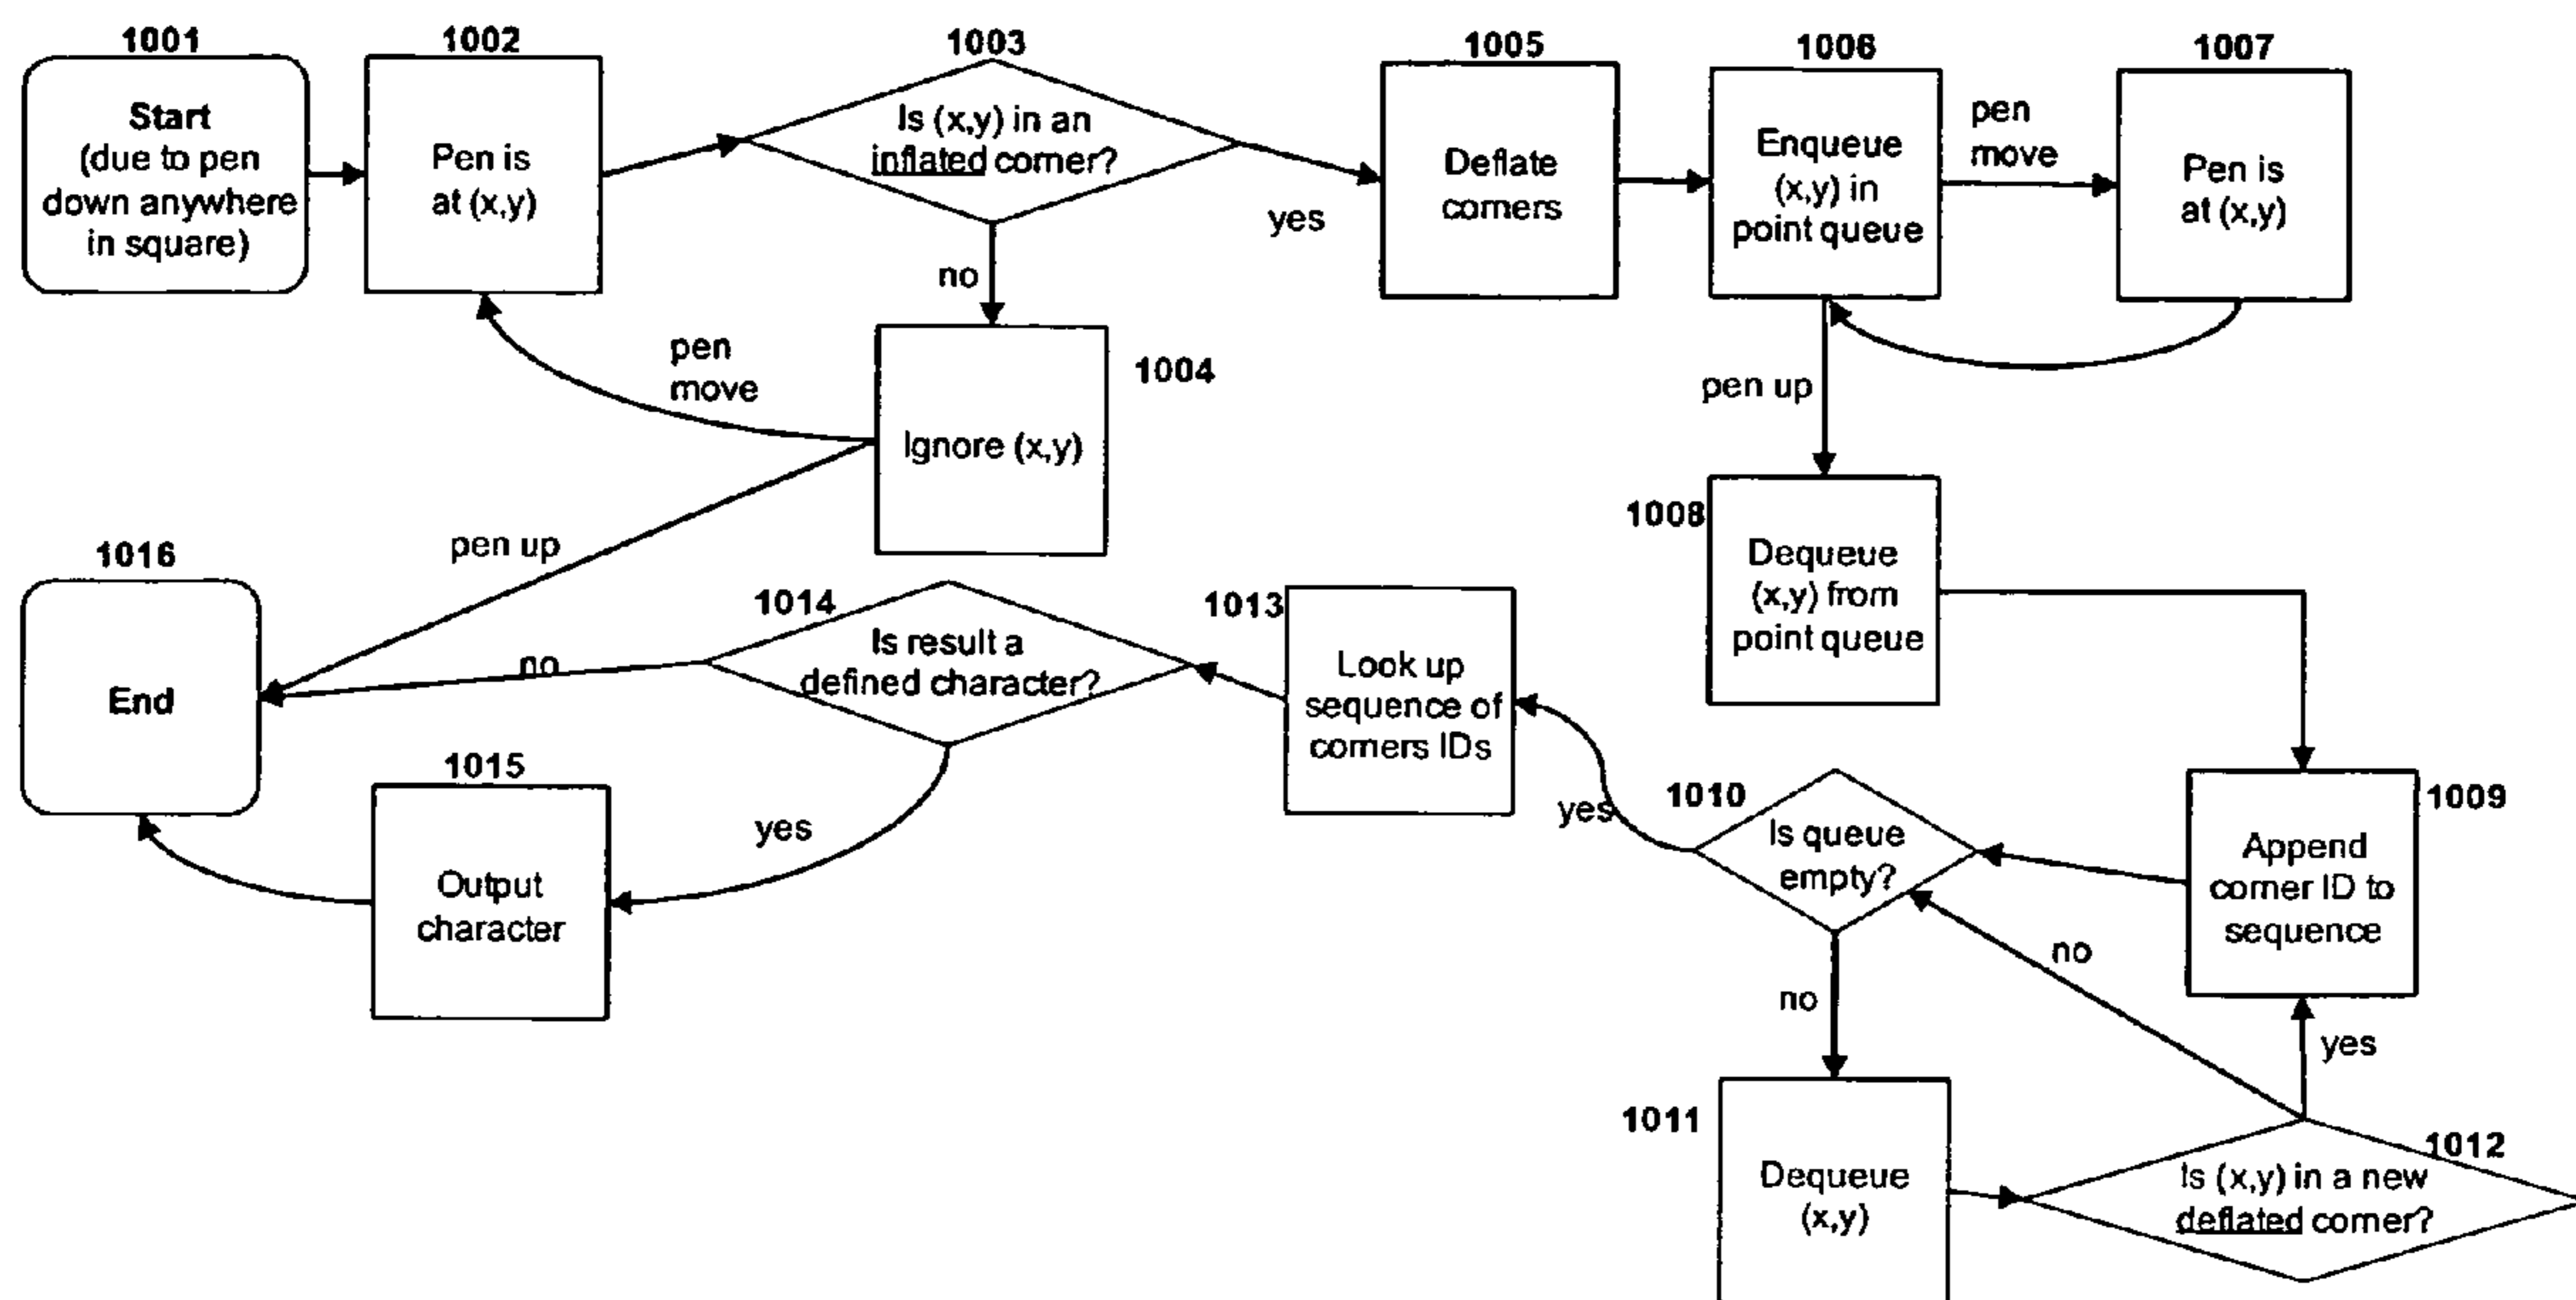 1001
Start
(due to pen
down anywhere
in square)
1002
Pen is
at (x,y)
1003
Is (x,y) in an
inflated corner?
yes
no
1005
Deflate
corners
1006
Enqueue
(x,y) in
point queue
pen
move
1007
Pen is
at (x,y)
1004
Ignore (x,y)
pen
move
pen up
pen up
1008
Dequeue
(x,y) from
point queue
1009
Append
corner ID to
sequence
1010
Is queue
empty?
yes
no
no
yes
1011
Dequeue
(x,y)
1012
Is (x,y) in a new
deflated corner?
1013
Look up
sequence of
corners IDs
1014
Is result a
defined character?
no
yes
1015
Output
character
1016
End